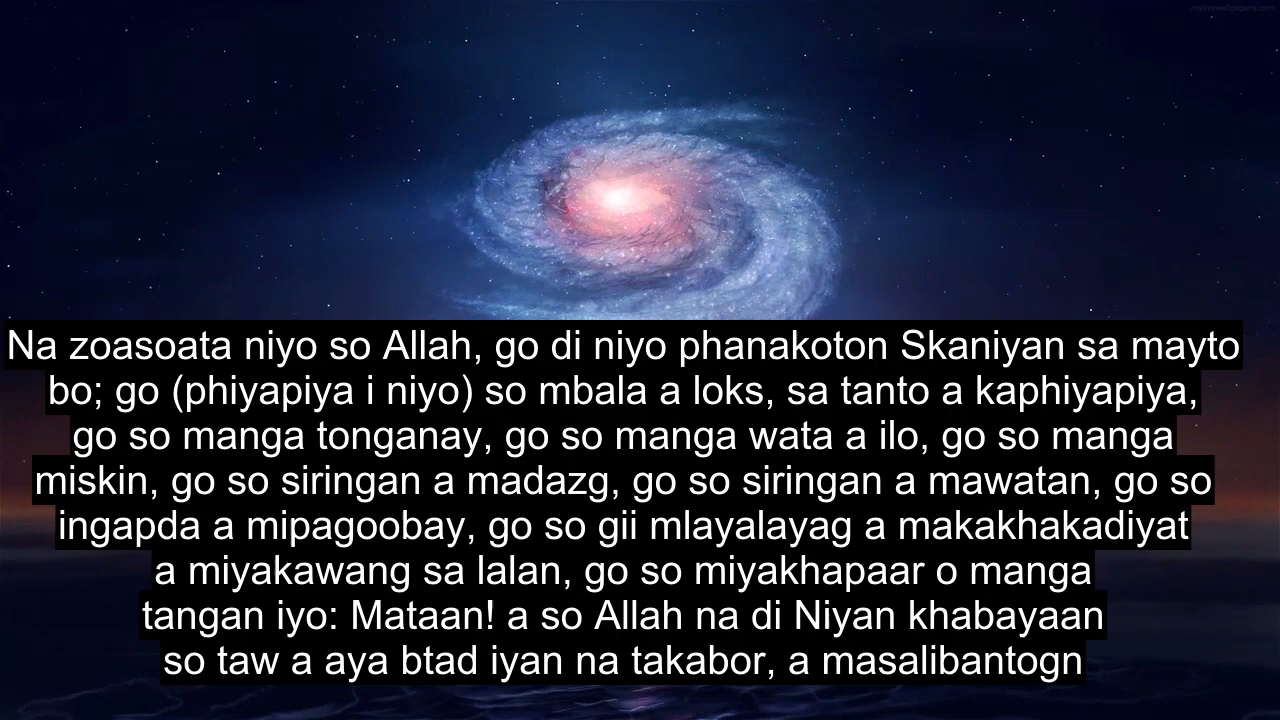 mylivewallpapers.com
Na zoasoata niyo so Allah, go di niyo phanakoton Skaniyan sa mayto
bo; go (phiyapiya i niyo) so mbala a loks, sa tanto a kaphiyapiya,
go so manga tonganay, go so manga wata a ilo, go so manga
miskin, go so siringan a madazg, go so siringan a mawatan, go so
ingapda a mipagoobay, go so gii mlayalayag a makakhakadiyat
a miyakawang sa lalan, go so miyakhapaar o manga
tangan iyo: Mataan! a so Allah na di Niyan khabayaan
so taw a aya btad iyan na takabor, a masalibantogn